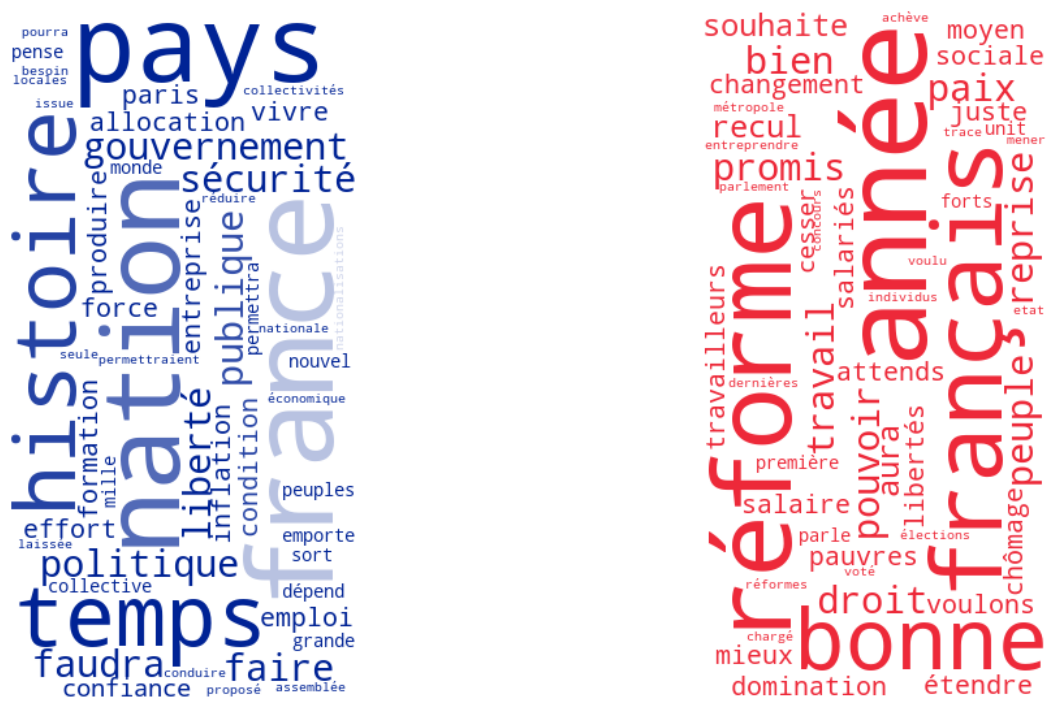 pourra
pense
besoin
locales
issue
pays
paris
collectivités
vivre
allocation
gouvernement
monde
sécurité
réduire
histoire
produire
nation
entreprise
publique
permettra
france
nationalisations
force
nationale
seule
permettraient
nouvel
économique
formation
mille
liberté
inflation
condition
peuples
effort
laissée
emporte
sort
politique
collective
dépend
temps
emploi
grande
faudra
conduire
faire
confiance
proposé
assemblée
souhaite
achève
moyen
bien
sociale
changement
paix
métropole
juste
recul
trace
unit
entreprendre
mener
promis
parlement
année
cesser
concours
salariés
forts
français
reprise
réforme
voulu
individus
etat
travailleurs
travail
attends
dernières
peuple
pouvoir
aura
libertés
première
salaire
parle
élections
chômage
pauvres
voté
réformes
droit
voulons
chargé
bonne
mieux
domination
étendre